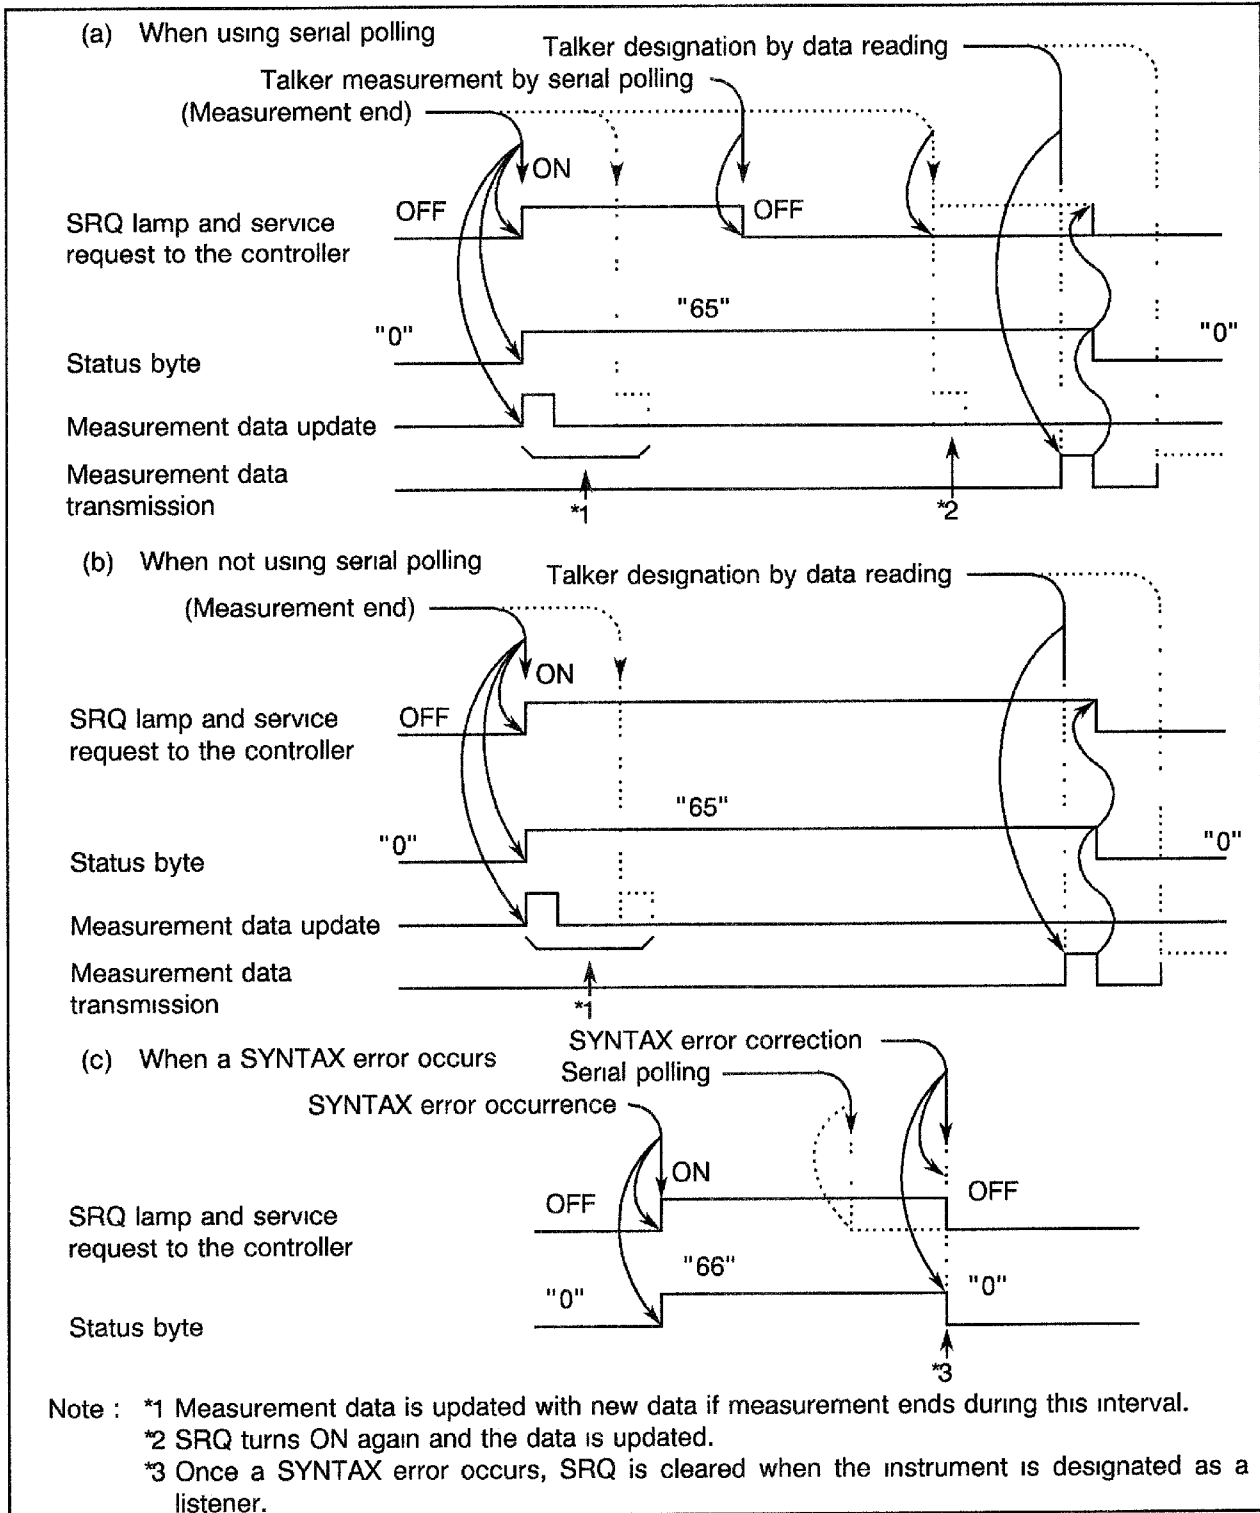 (a) When using serial polling
Talker designation by data reading
Talker measurement by serial polling
(Measurement end)
ON
OFF
OFF
SRQ lamp and service
request to the controller
"65"
"0"
"0"
Status byte
Measurement data update
Measurement data
transmission
*1
*2
(b) When not using serial polling
Talker designation by data reading
(Measurement end)
ON
OFF
SRQ lamp and service
request to the controller
"65"
"0"
"0"
Status byte
Measurement data update
Measurement data
transmission
*1
(c) When a SYNTAX error occurs
SYNTAX error correction
Serial polling
SYNTAX error occurrence
ON
OFF
OFF
SRQ lamp and service
request to the controller
"66"
"0"
"0"
Status byte
*3
Note : *1 Measurement data is updated with new data if measurement ends during this interval.
*2 SRQ turns ON again and the data is updated.
*3 Once a SYNTAX error occurs, SRQ is cleared when the instrument is designated as a
listener.